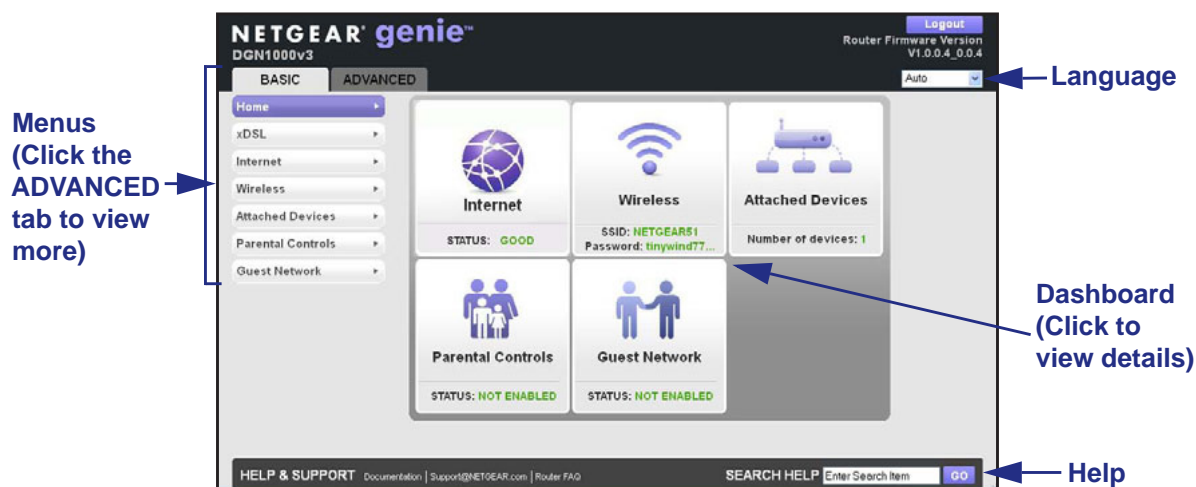 NETGEAR® genie™
DGN1000v3
Logout
Router Firmware Version
V1.0.0.4_0.0.4
BASIC
ADVANCED
Auto
Language
Menus
(Click the
ADVANCED
tab to view
more)
Home
xDSL
Internet
Wireless
Attached Devices
Parental Controls
Guest Network
Internet
STATUS: GOOD
Wireless
SSID: NETGEAR51
Password: tinywind77...
Attached Devices
Number of devices: 1
Parental Controls
STATUS: NOT ENABLED
Guest Network
STATUS: NOT ENABLED
Dashboard
(Click to
view details)
HELP & SUPPORT Documentation | Support@NETGEAR.com | Router FAQ
SEARCH HELP Enter Search Item GO
Help